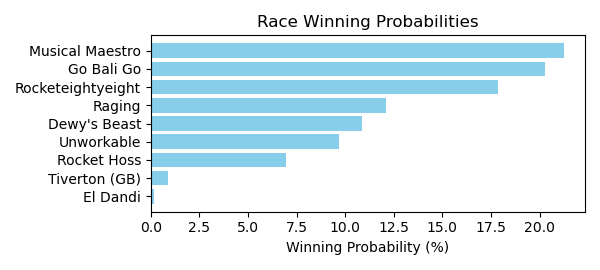 Race Winning Probabilities
Musical Maestro
Go Bali Go
Rocketeightyeight
Raging
Dewy's Beast
Unworkable
Rocket Hoss
Tiverton (GB)
El Dandi
0.0 2.5 5.0 7.5 10.0 12.5 15.0 17.5 20.0
Winning Probability (%)